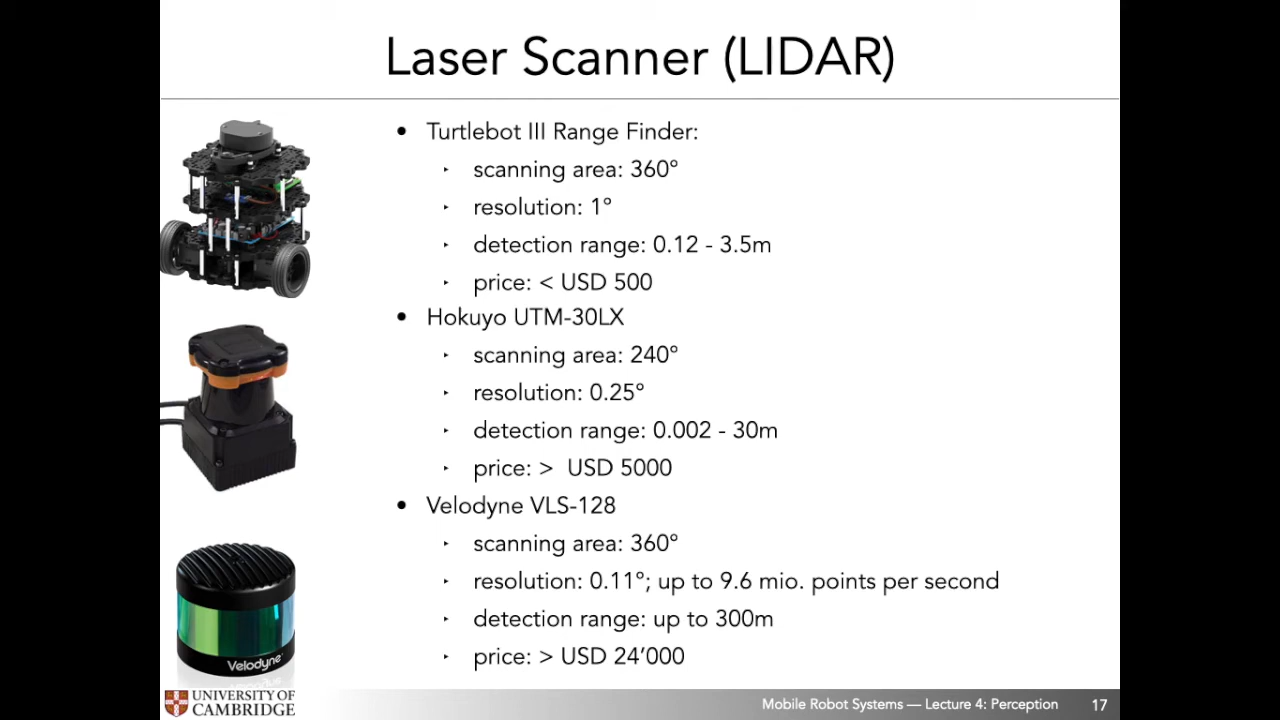 Laser Scanner (LIDAR)
• Turtlebot III Range Finder:
‣ scanning area: 360°
‣ resolution: 1°
‣ detection range: 0.12 - 3.5m
‣ price: < USD 500
• Hokuyo UTM-30LX
‣ scanning area: 240°
‣ resolution: 0.25°
‣ detection range: 0.002 - 30m
‣ price: > USD 5000
• Velodyne VLS-128
‣ scanning area: 360°
‣ resolution: 0.11°; up to 9.6 mio. points per second
‣ detection range: up to 300m
‣ price: > USD 24’000
Velodyne
UNIVERSITY OF
CAMBRIDGE
Mobile Robot Systems — Lecture 4: Perception 17